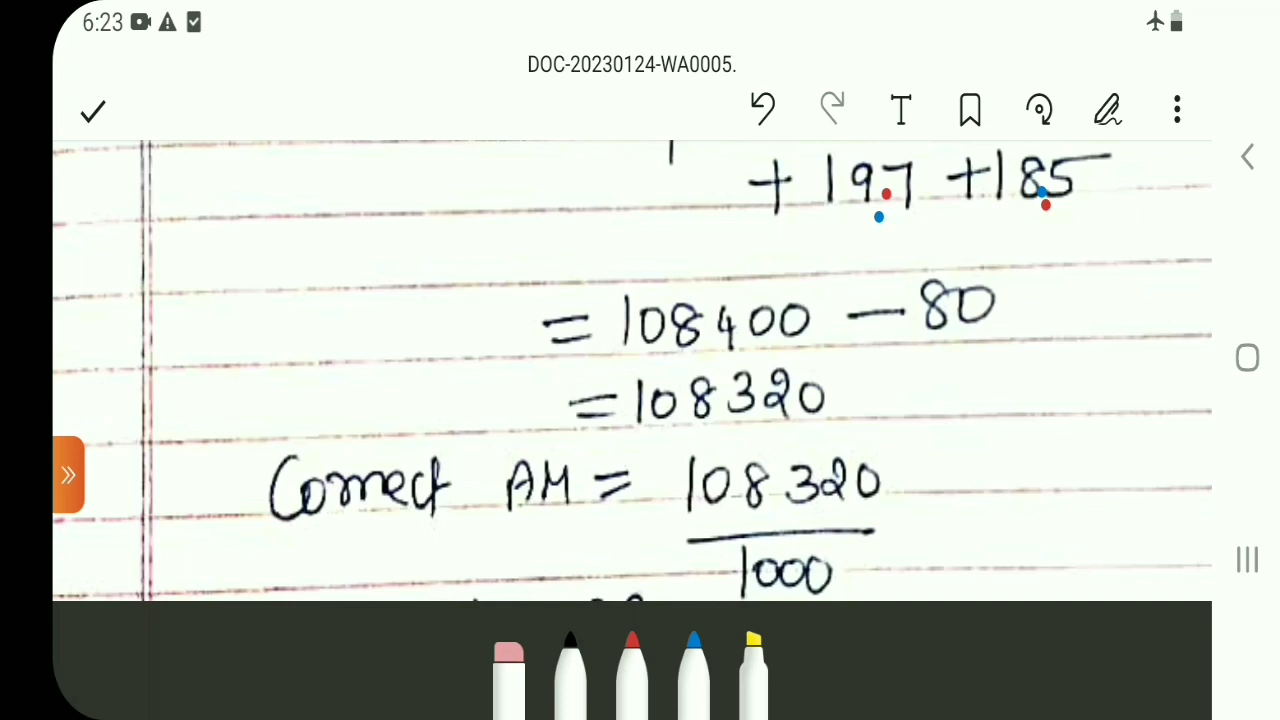 6:23
DOC-20230124-WA0005.
T
+ 197 + 185
= 108400 - 80
= 108320
Correct AM = 108320
1000